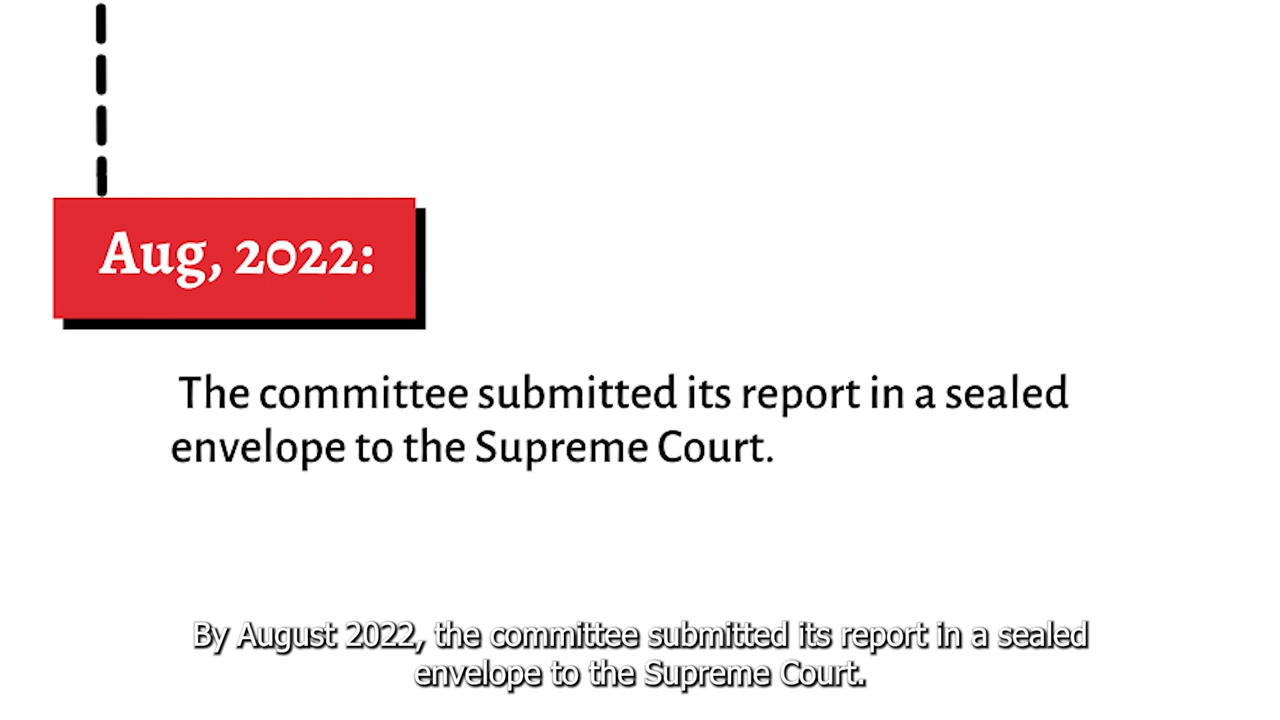 Aug, 2022:
The committee submitted its report in a sealed
envelope to the Supreme Court.
By August 2022, the committee submitted its report in a sealed
envelope to the Supreme Court.